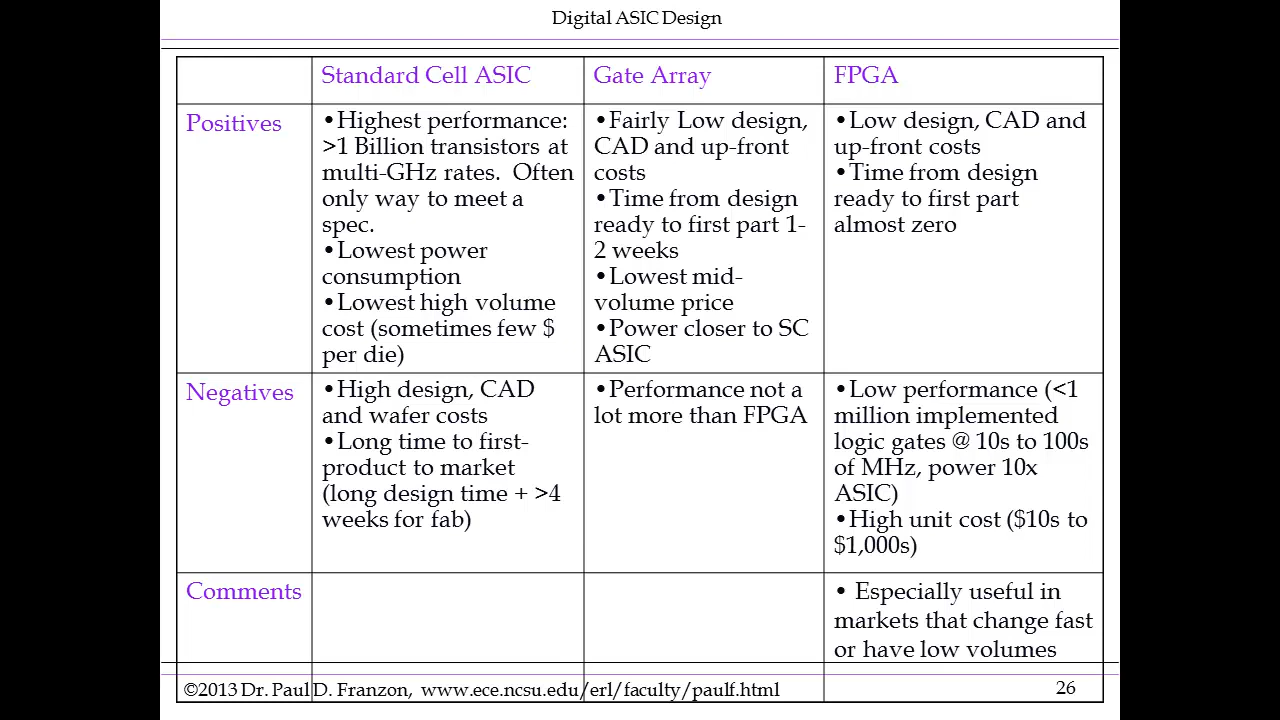 Digital ASIC Design
Standard Cell ASIC
Gate Array
FPGA
Positives
•Highest performance:
>1 Billion transistors at
multi-GHz rates. Often
only way to meet a
spec.
•Lowest power
consumption
•Lowest high volume
cost (sometimes few $
per die)
•Fairly Low design,
CAD and up-front
costs
•Time from design
ready to first part 1-
2 weeks
•Lowest mid-
volume price
•Power closer to SC
ASIC
•Low design, CAD and
up-front costs
•Time from design
ready to first part
almost zero
Negatives
•High design, CAD
and wafer costs
•Long time to first-
product to market
(long design time + >4
weeks for fab)
•Performance not a
lot more than FPGA
•Low performance (<1
million implemented
logic gates @ 10s to 100s
of MHz, power 10x
ASIC)
•High unit cost ($10s to
$1,000s)
Comments
• Especially useful in
markets that change fast
or have low volumes
©2013 Dr. Paul D. Franzon, www.ece.ncsu.edu/erl/faculty/paulf.html
26